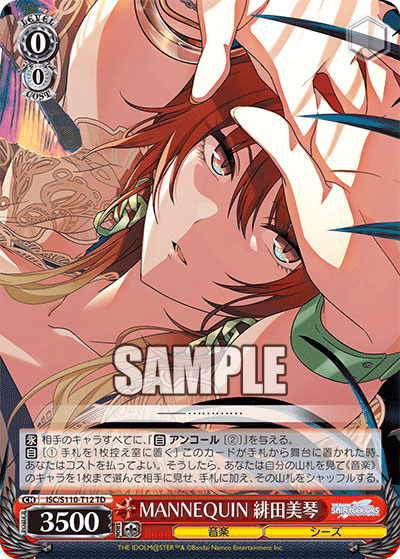 LEVEL
0
0
COST
SAMPLE
…………
永 相手のキャラすべてに、『自 アンコール [②]』を与える。
自 [① 手札を1枚控え室に置く] このカードが手札から舞台に置かれた時、
あなたはコストを払ってよい。そうしたら、あなたは自分の山札を見て《音楽》
のキャラを1枚まで選んで相手に見せ、手札に加え、その山札をシャッフルする。
CH ISC/S110-T12 TD
3500
MANNEQUIN 緋田美琴
SHINYCOLORS
音楽 シーズ
THE IDOLM@STER™& ©Bandai Namco Entertainment Inc.